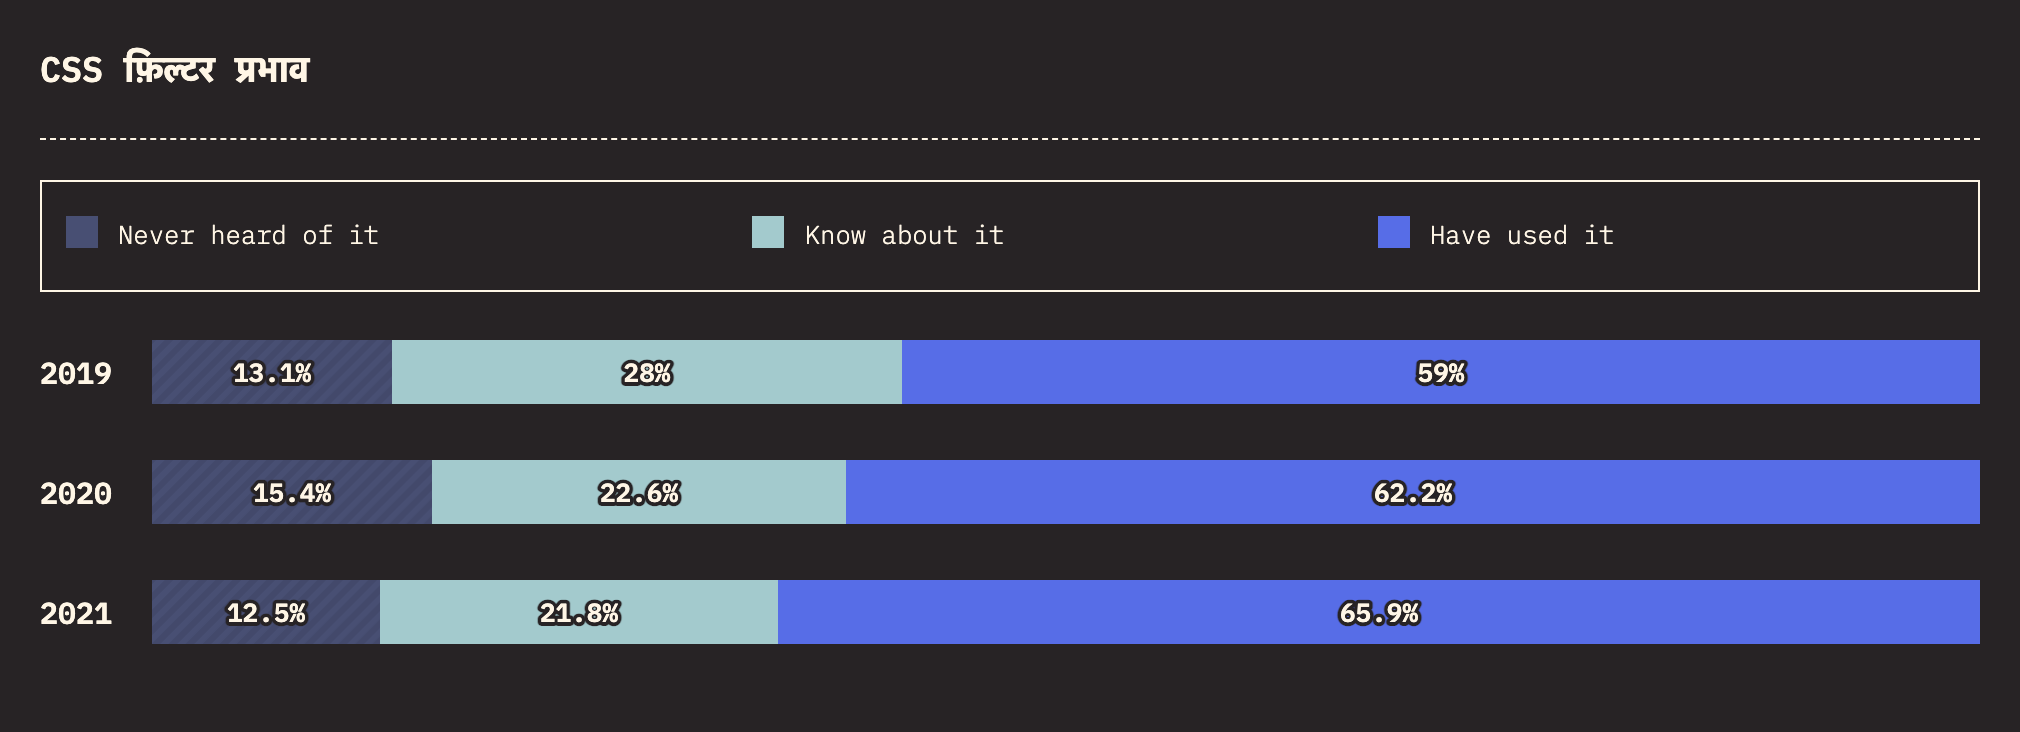 CSS फ़िल्टर प्रभाव
Never heard of it Know about it Have used it
2019 13.1% 28% 59%
2020 15.4% 22.6% 62.2%
2021 12.5% 21.8% 65.9%